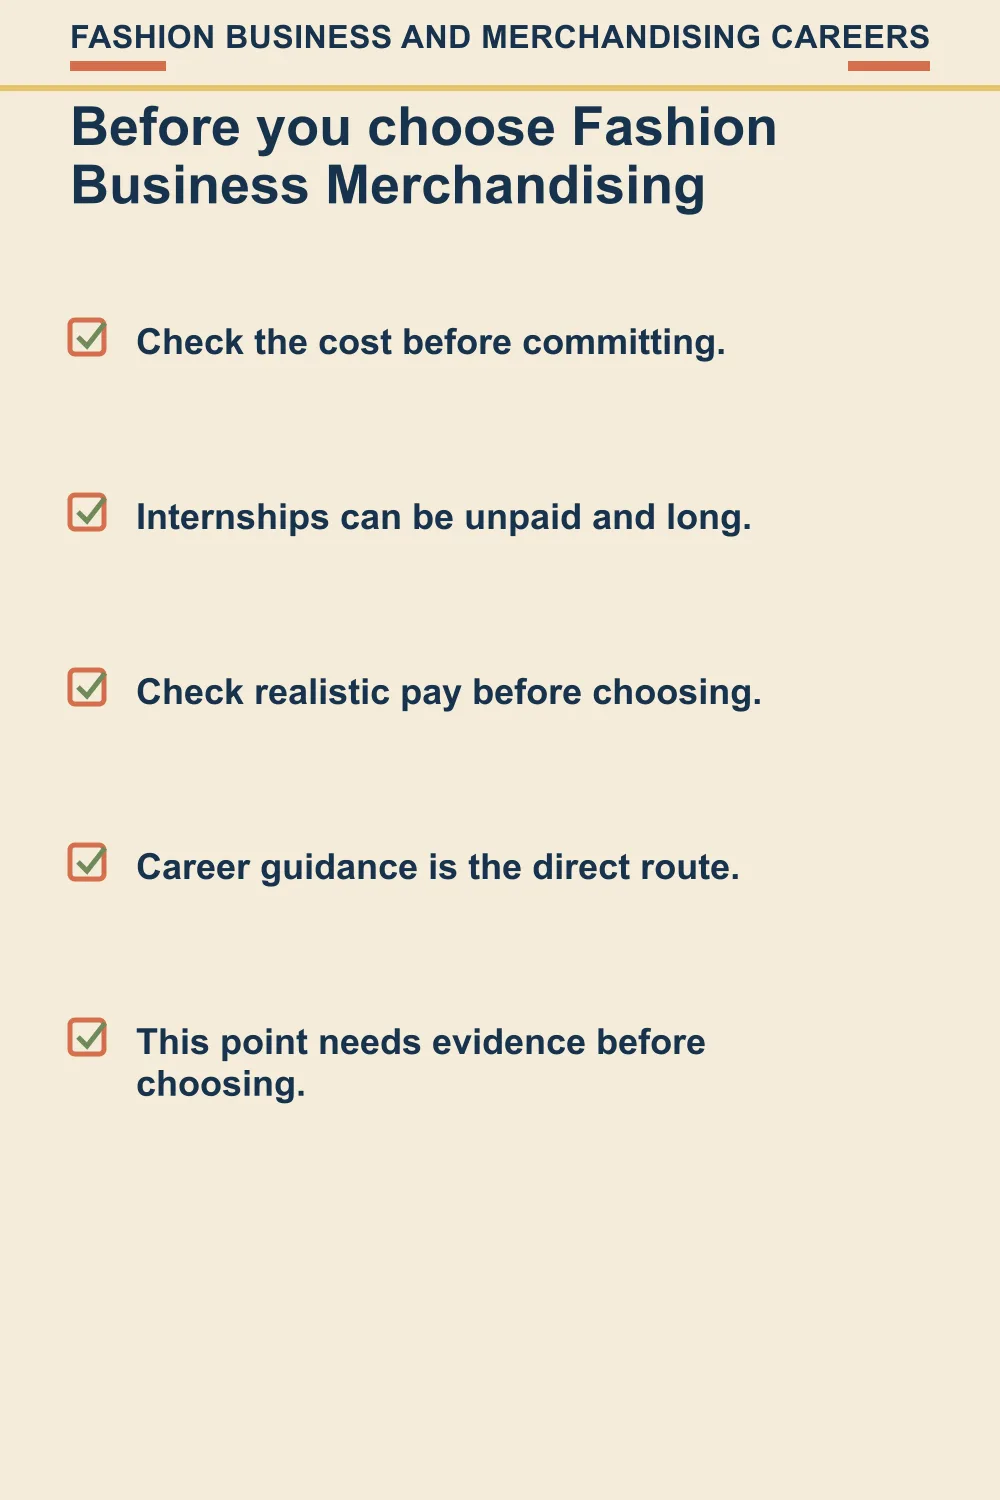 FASHION BUSINESS AND MERCHANDISING CAREERS
Before you choose Fashion
Business Merchandising
Check the cost before committing.
Internships can be unpaid and long.
Check realistic pay before choosing.
Career guidance is the direct route.
This point needs evidence before
choosing.